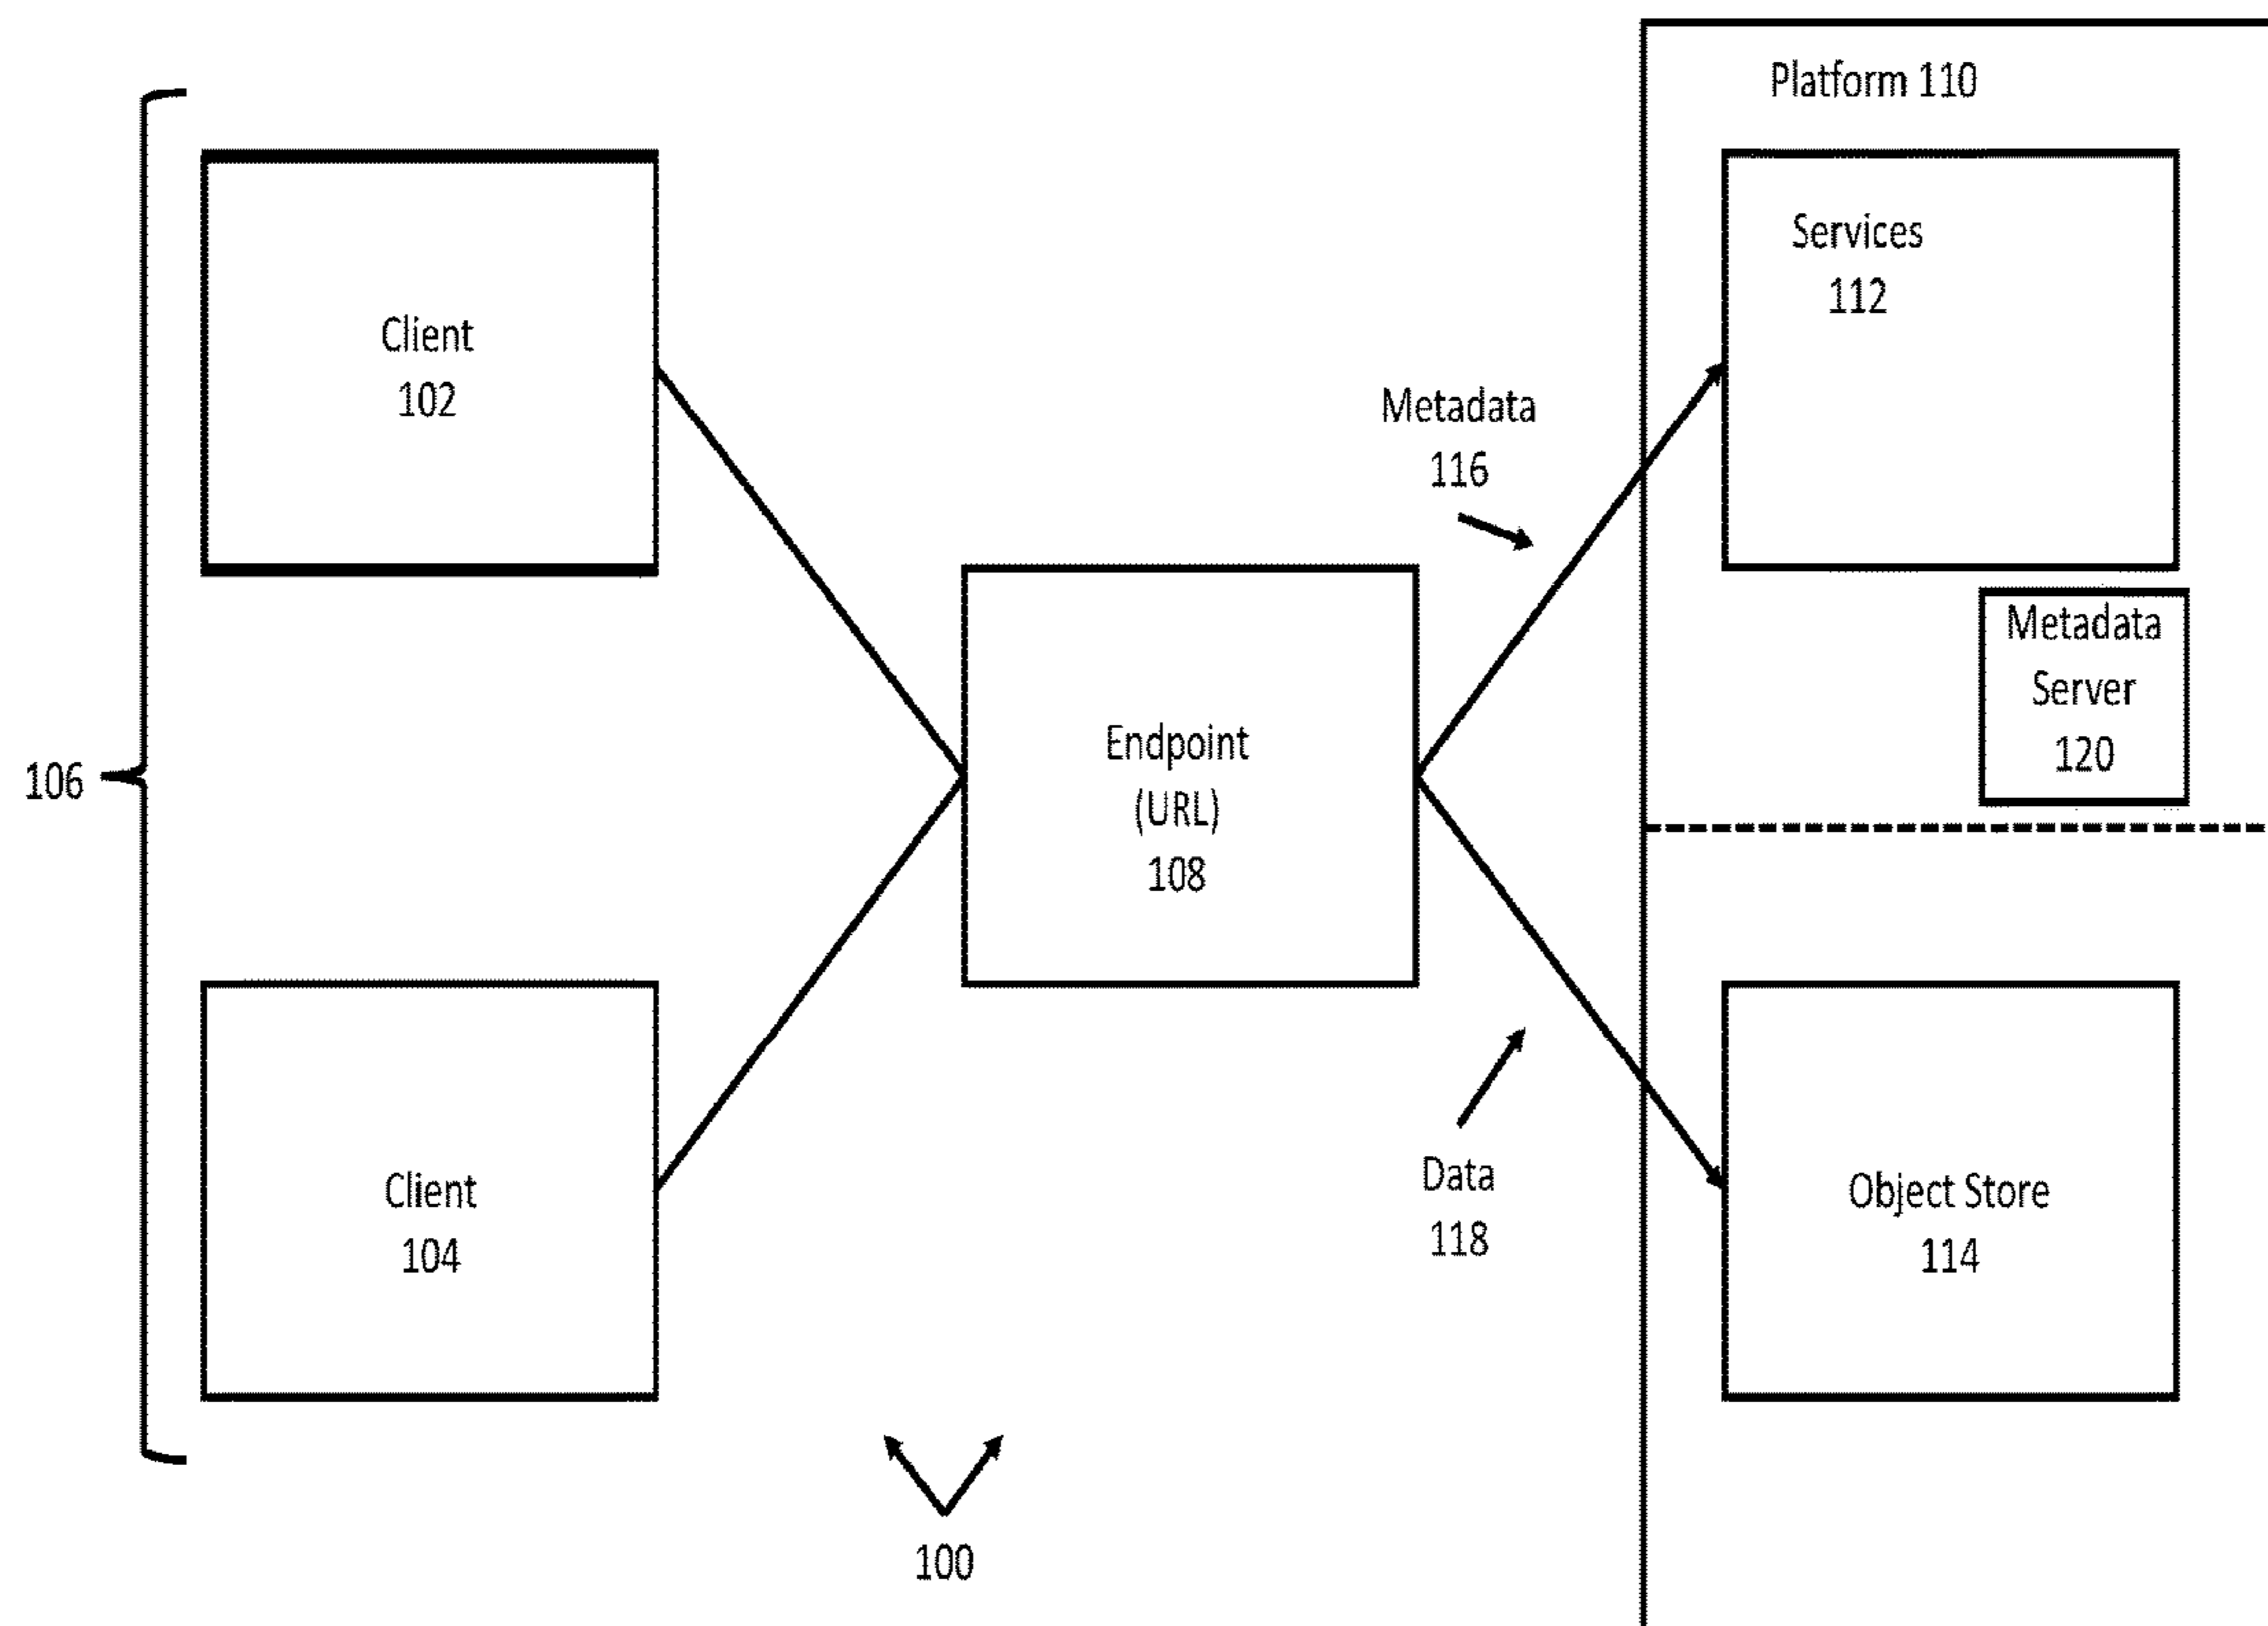 Platform 110
Services
112
Client
102
Metadata
116
Metadata
Server
120
Endpoint
(URL)
108
106
Client
104
Data
118
Object Store
114
100